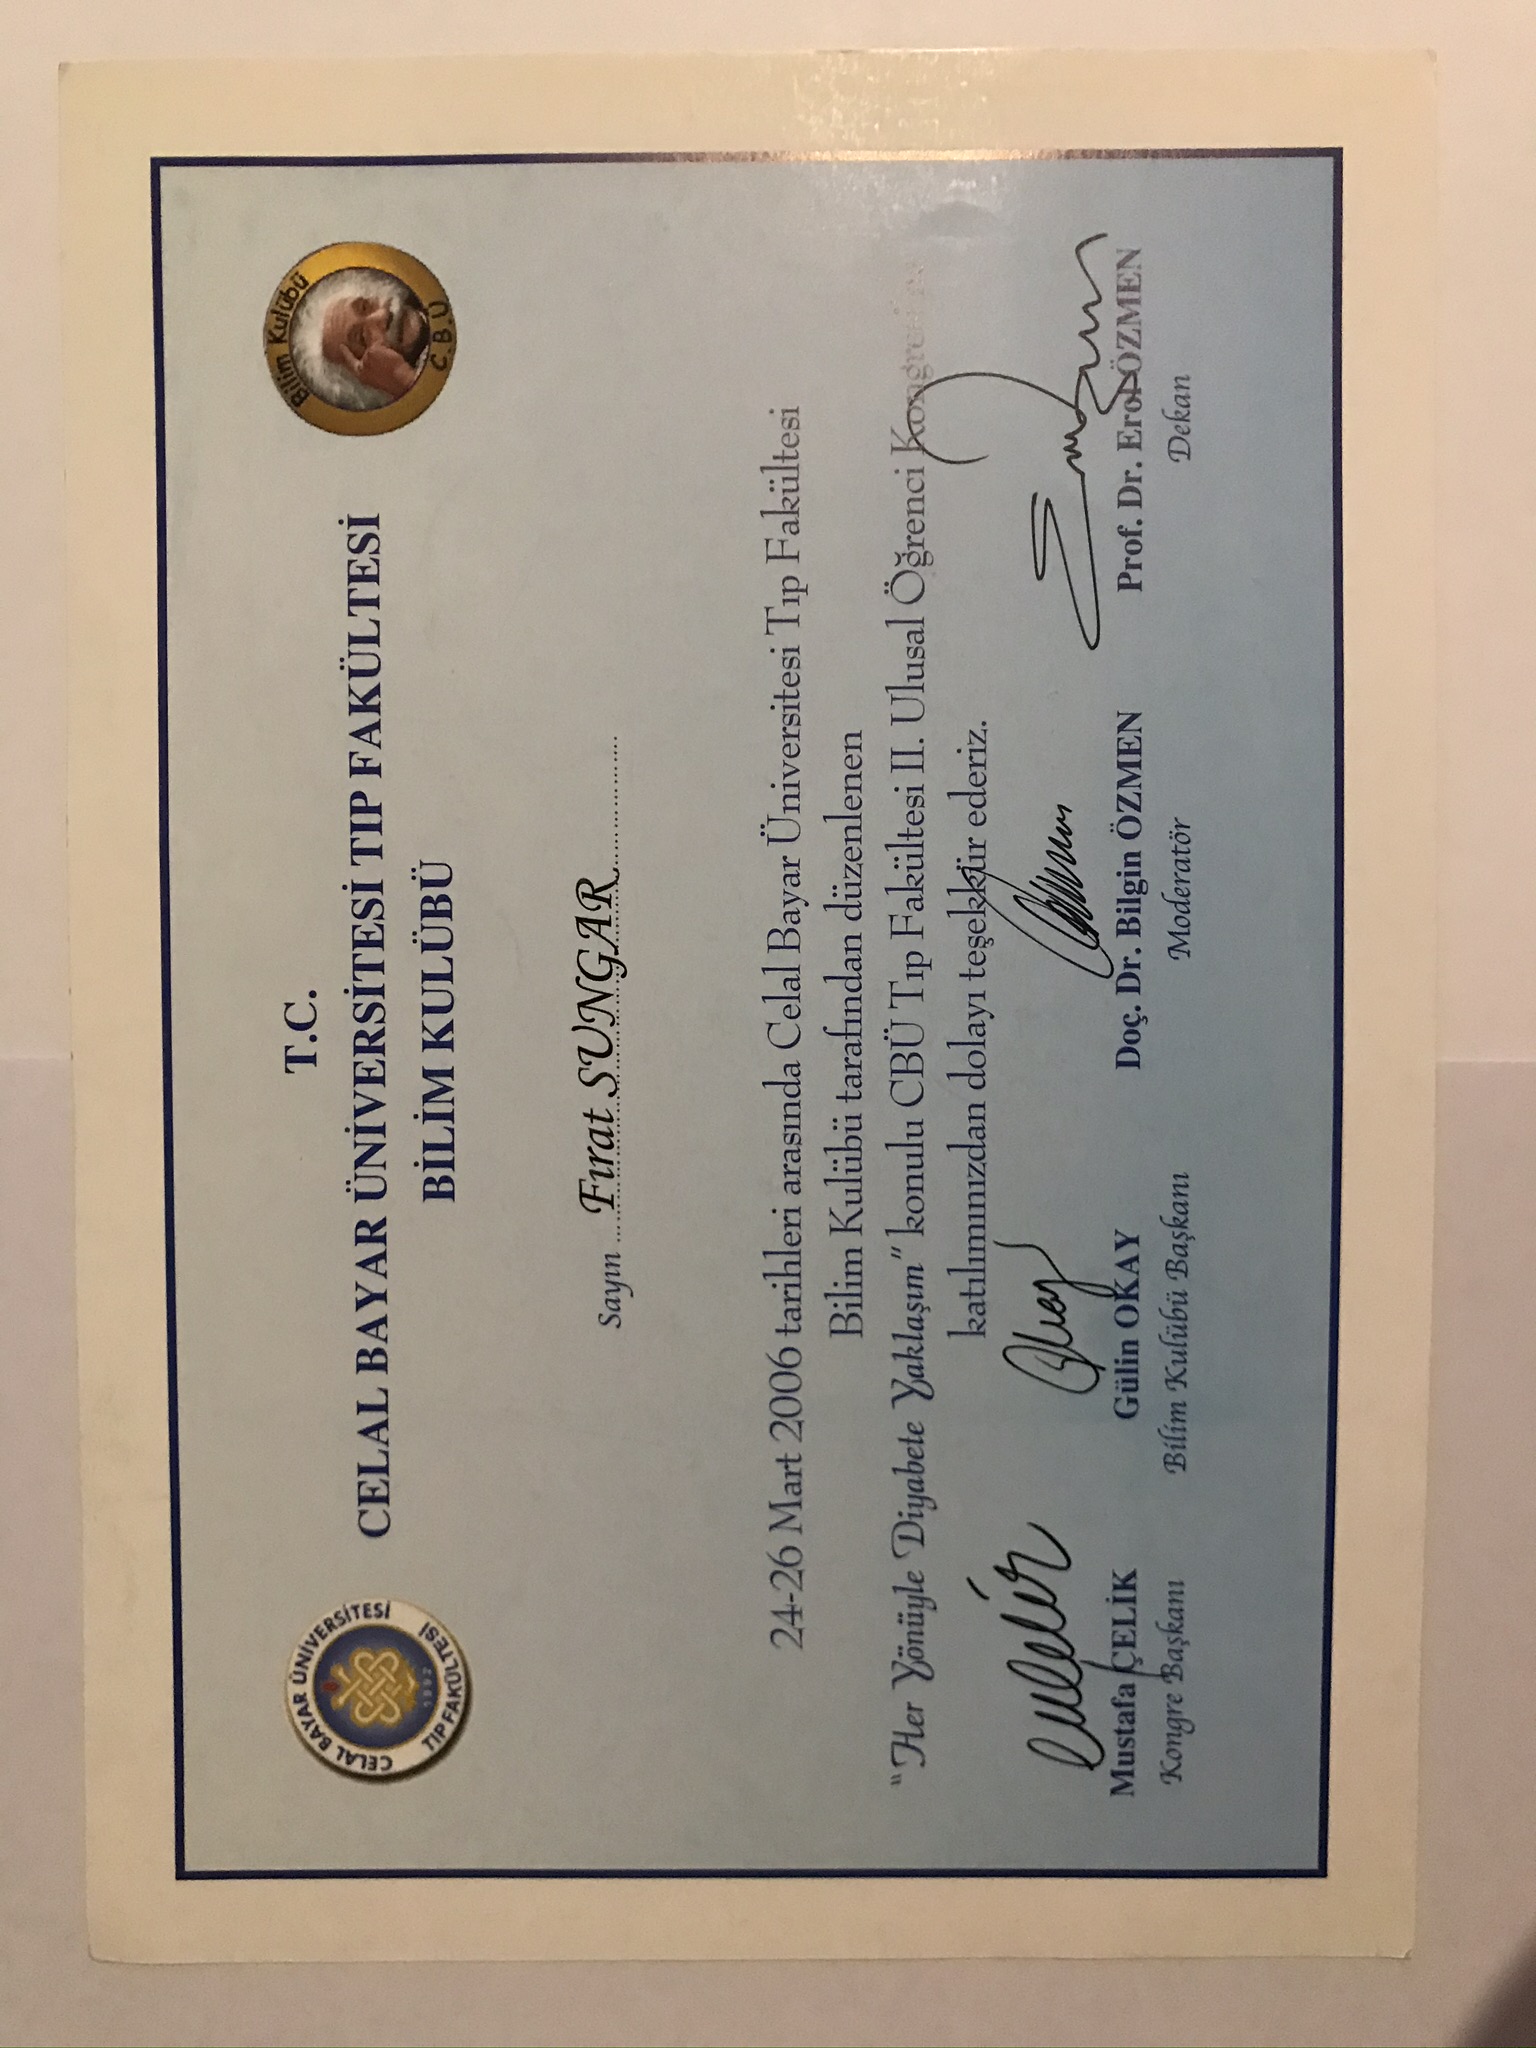 T.C.
CELAL BAYAR ÜNİVERSİTESİ TIP FAKÜLTESİ
BİLİM KULÜBÜ
CELAL BAYAR ÜNİVERSİTESİ
TIP FAKÜLTESİ
Bilim Kulübü
C.B.Ü
Sayın ... Fırat SUNGAR ..............
24-26 Mart 2006 tarihleri arasında Celal Bayar Üniversitesi Tıp Fakültesi
Bilim Kulübü tarafından düzenlenen
"Her Yönüyle Diyabete Yaklaşım" konulu CBÜ Tıp Fakültesi II. Ulusal Öğrenci
katılımınızdan dolayı teşekkür ederiz.
Mustafa ÇELİK Gülin OKAY Doç. Dr. Bilgin ÖZMEN Prof. Dr. Erol ÖZMEN
Kongre Başkanı Bilim Kulübü Başkanı Moderatör Dekan